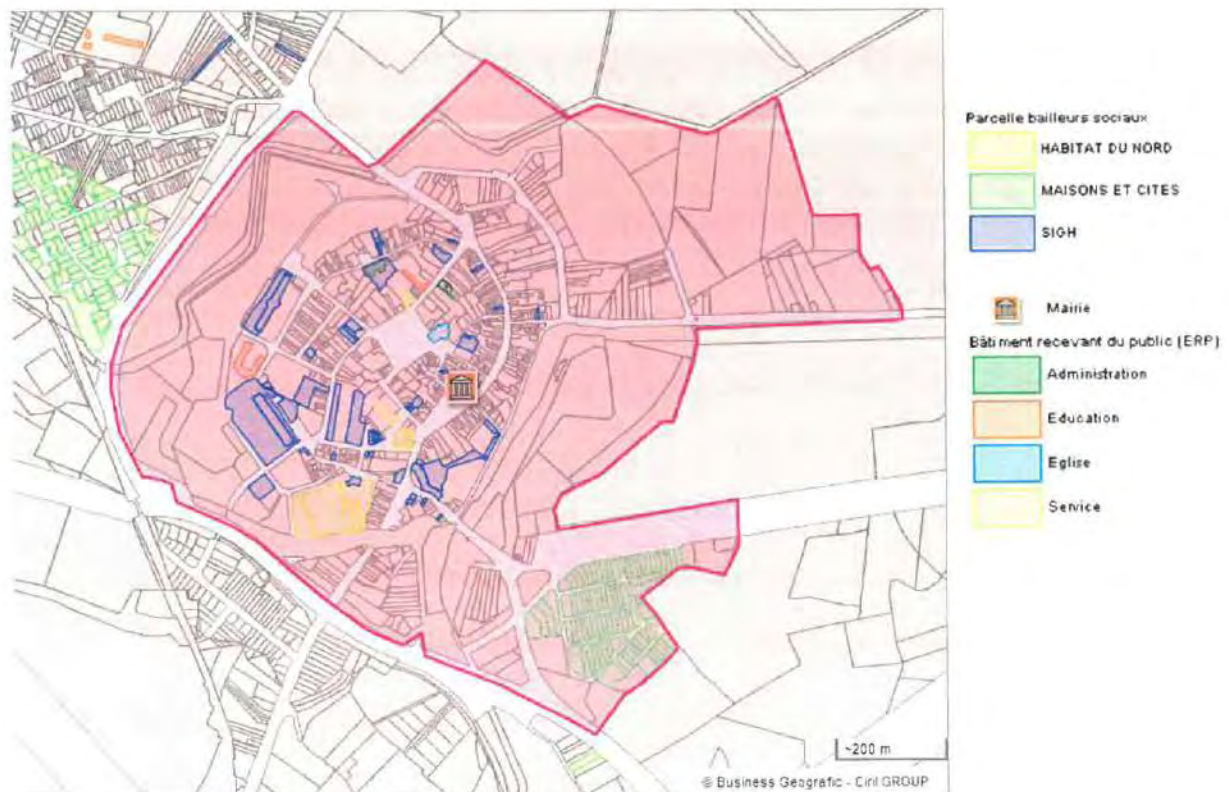 Parcelle bailleurs sociaux
HABITAT DU NORD
MAISONS ET CITES
SIGH
Mairie
Bâtiment recevant du public (ERP)
Administration
Education
Eglise
Service
~200 m
© Business Geografic - Ciril GROUP